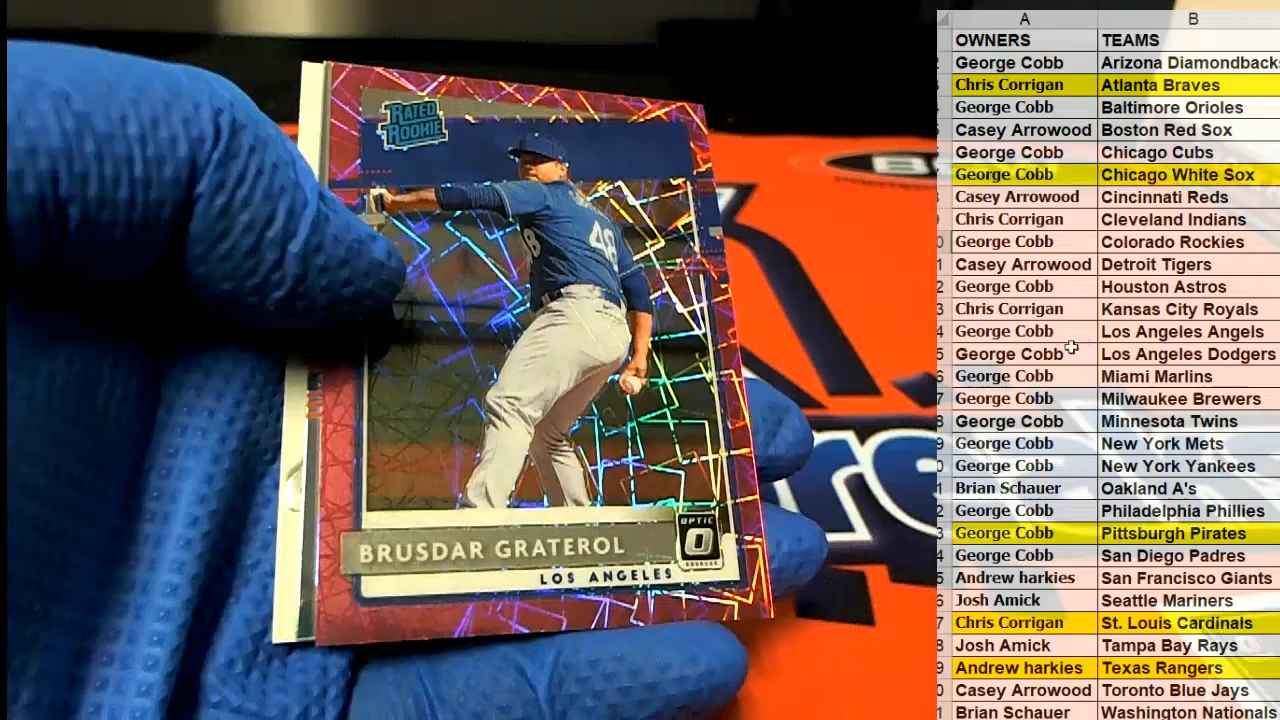 RATED
ROOKIE
48
8
BRUSDAR GRATEROL
OPTIC
LOS ANGELES
A B
OWNERS TEAMS
George Cobb Arizona Diamondbacks
Chris Corrigan Atlanta Braves
George Cobb Baltimore Orioles
Casey Arrowood Boston Red Sox
George Cobb Chicago Cubs
George Cobb Chicago White Sox
Casey Arrowood Cincinnati Reds
Chris Corrigan Cleveland Indians
George Cobb Colorado Rockies
Casey Arrowood Detroit Tigers
George Cobb Houston Astros
Chris Corrigan Kansas City Royals
George Cobb Los Angeles Angels
George Cobb Los Angeles Dodgers
George Cobb Miami Marlins
George Cobb Milwaukee Brewers
George Cobb Minnesota Twins
George Cobb New York Mets
George Cobb New York Yankees
Brian Schauer Oakland A's
George Cobb Philadelphia Phillies
George Cobb Pittsburgh Pirates
George Cobb San Diego Padres
Andrew harkies San Francisco Giants
Josh Amick Seattle Mariners
Chris Corrigan St. Louis Cardinals
Josh Amick Tampa Bay Rays
Andrew harkies Texas Rangers
Casey Arrowood Toronto Blue Jays
Brian Schauer Washington Nationals